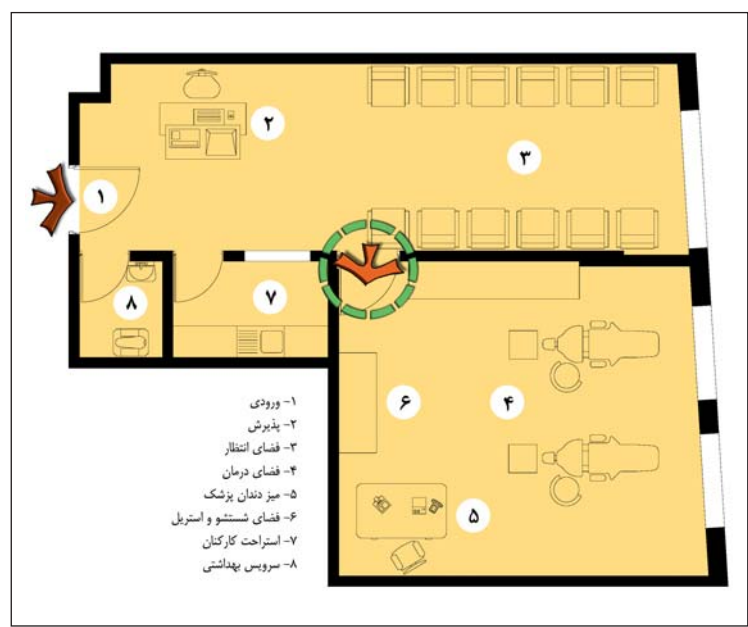 ۲
۳
۱
۷
۸
۶
۴
۵
۱- ورودی
۲- پذیرش
۳- فضای انتظار
۴- فضای درمان
۵- میز دندان پزشک
۶- فضای شستشو و استریل
۷- استراحت کارکنان
۸- سرویس بهداشتی